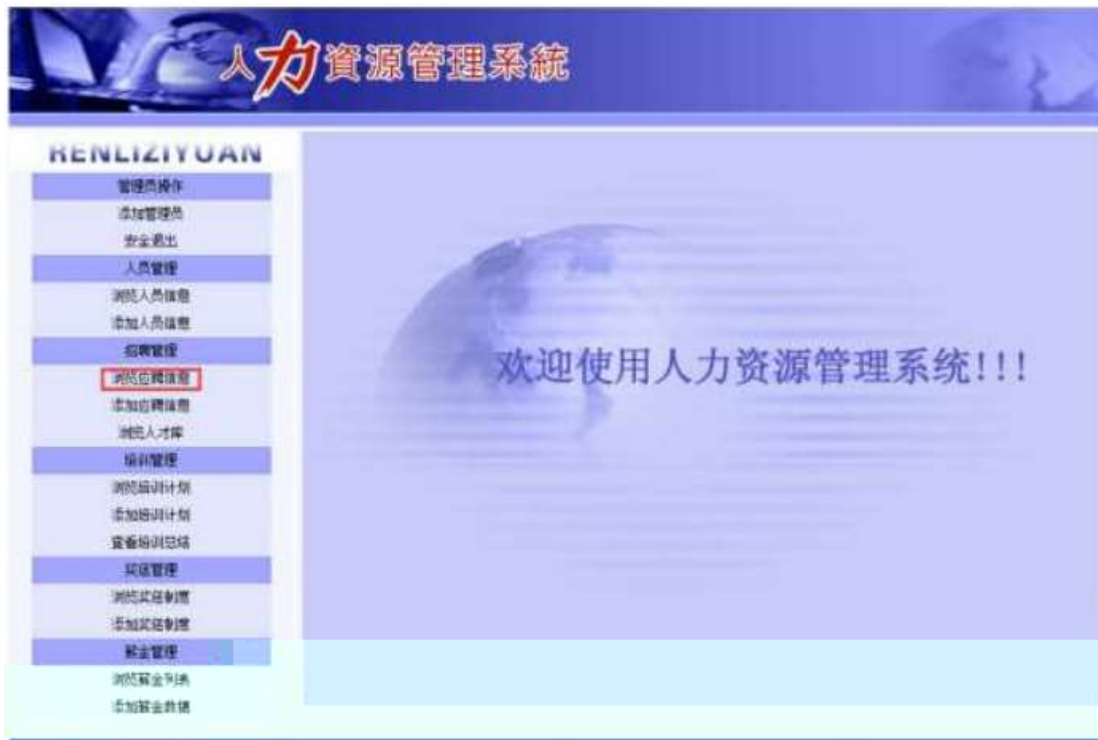 人力資源管理系統
RENLIZIYUAN
管理员操作
添加管理员
安全退出
人员管理
浏览人员信息
添加人员信息
招聘管理
浏览应聘信息
添加应聘信息
浏览人才库
培训管理
浏览培训计划
添加培训计划
查看培训总结
奖惩管理
浏览奖惩制度
添加奖惩制度
薪金管理
浏览薪金列表
添加薪金数据
欢迎使用人力资源管理系统!!!